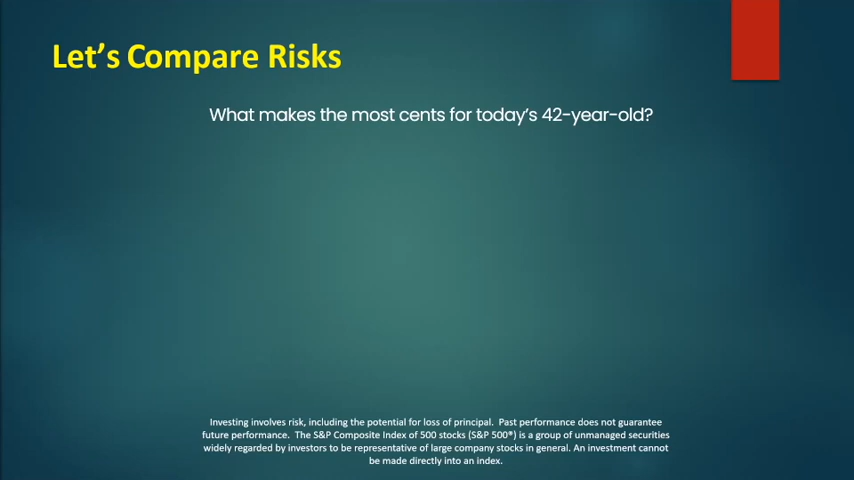 Let’s Compare Risks
What makes the most cents for today’s 42-year-old?
Investing involves risk, including the potential for loss of principal.  Past performance does not guarantee
future performance.  The S&P Composite Index of 500 stocks (S&P 500®) is a group of unmanaged securities
widely regarded by investors to be representative of large company stocks in general. An investment cannot
be made directly into an index.